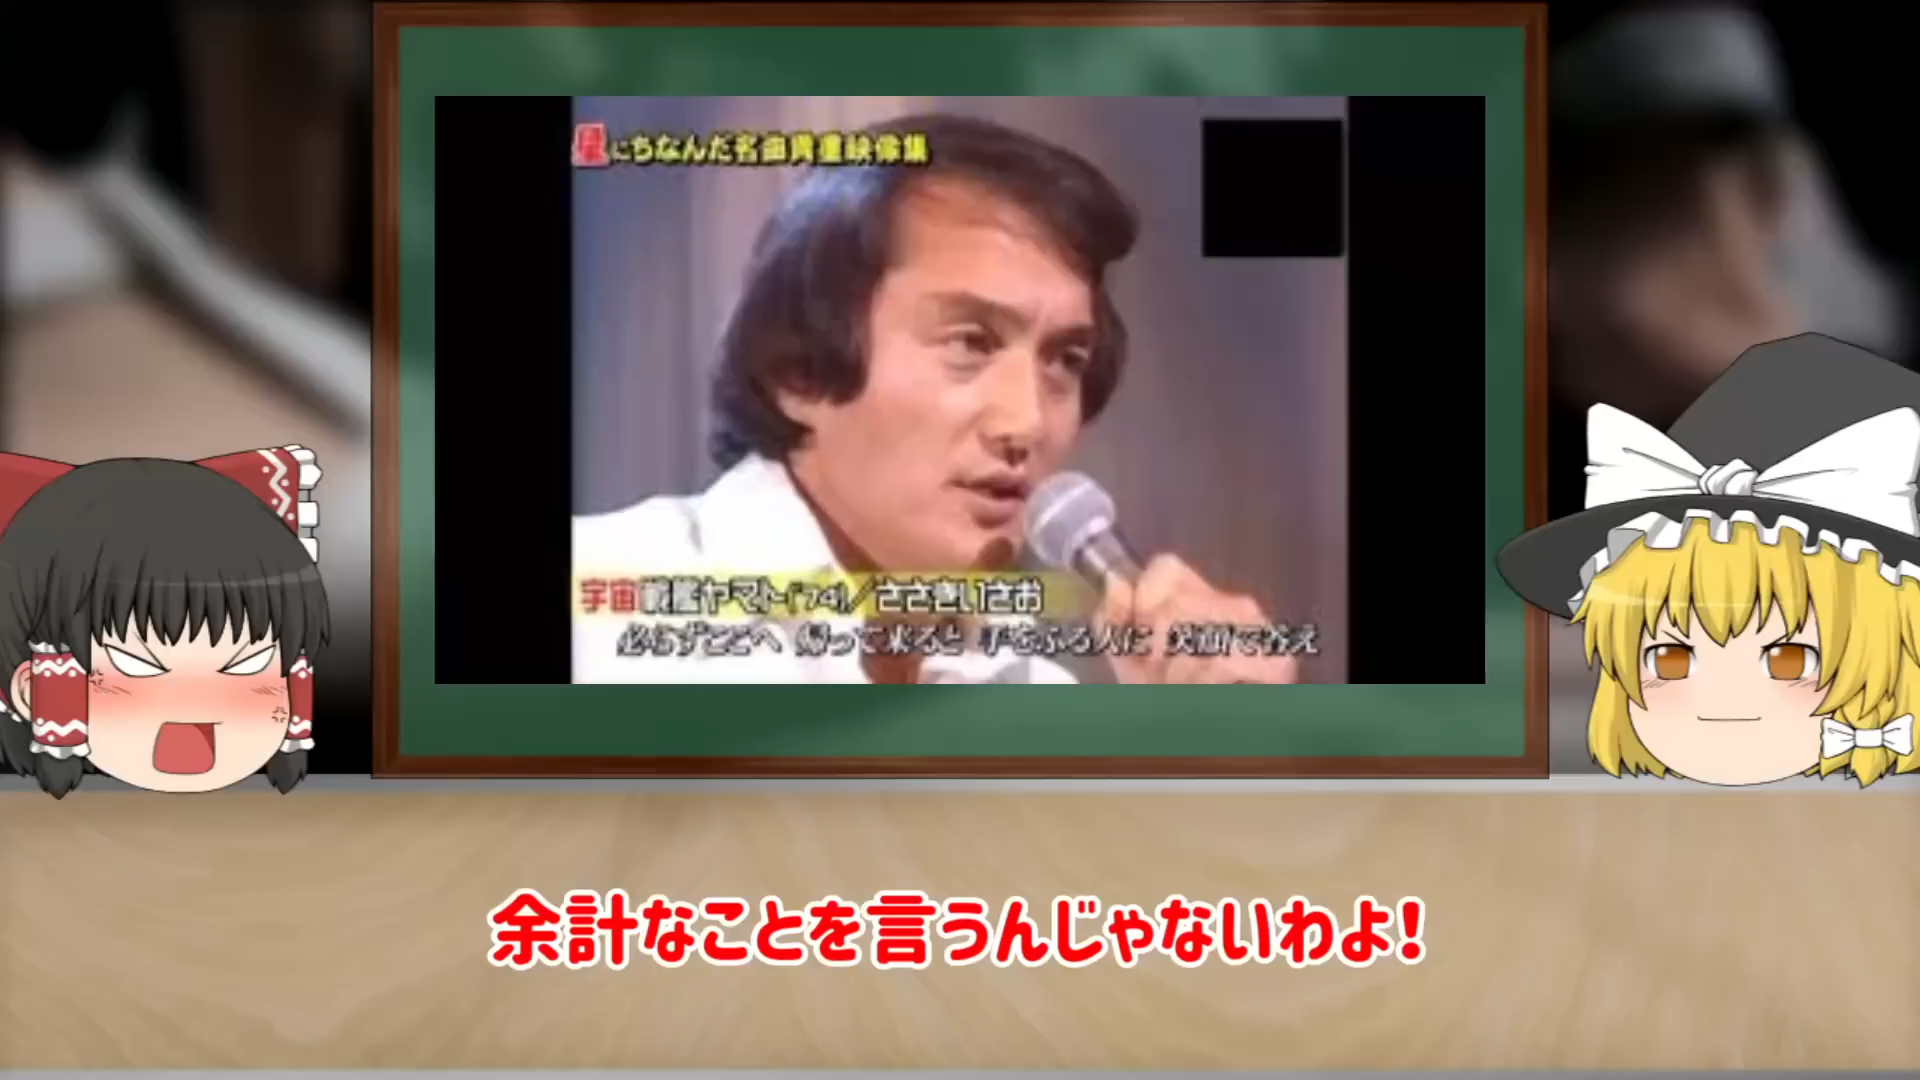 星にちなんだ名曲貴重映像集
宇宙戦艦ヤマト('74)／ささきいさお
必らずここへ 帰って来ると 手をふる人に 笑顔で答え
余計なことを言うんじゃないわよ!